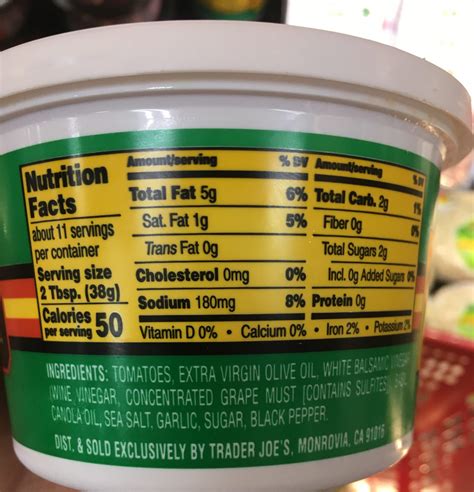 Nutrition
Facts
about 11 servings
per container
Serving size
2 Tbsp. (38g)
Calories
per serving 50
Amount/serving % DV
Total Fat 5g 6%
Sat. Fat 1g 5%
Trans Fat 0g
Cholesterol 0mg 0%
Sodium 180mg 8%
Amount/serving % DV
Total Carb. 2g 1%
Fiber 0g 0%
Total Sugars 2g
Incl. 0g Added Sugars 0%
Protein 0g
Vitamin D 0% • Calcium 0% • Iron 2% • Potassium 2%
INGREDIENTS: TOMATOES, EXTRA VIRGIN OLIVE OIL, WHITE BALSAMIC VINEGAR
(WINE VINEGAR, CONCENTRATED GRAPE MUST [CONTAINS SULFITES]), BASIL,
CANOLA OIL, SEA SALT, GARLIC, SUGAR, BLACK PEPPER.
DIST. & SOLD EXCLUSIVELY BY TRADER JOE'S, MONROVIA, CA 91016